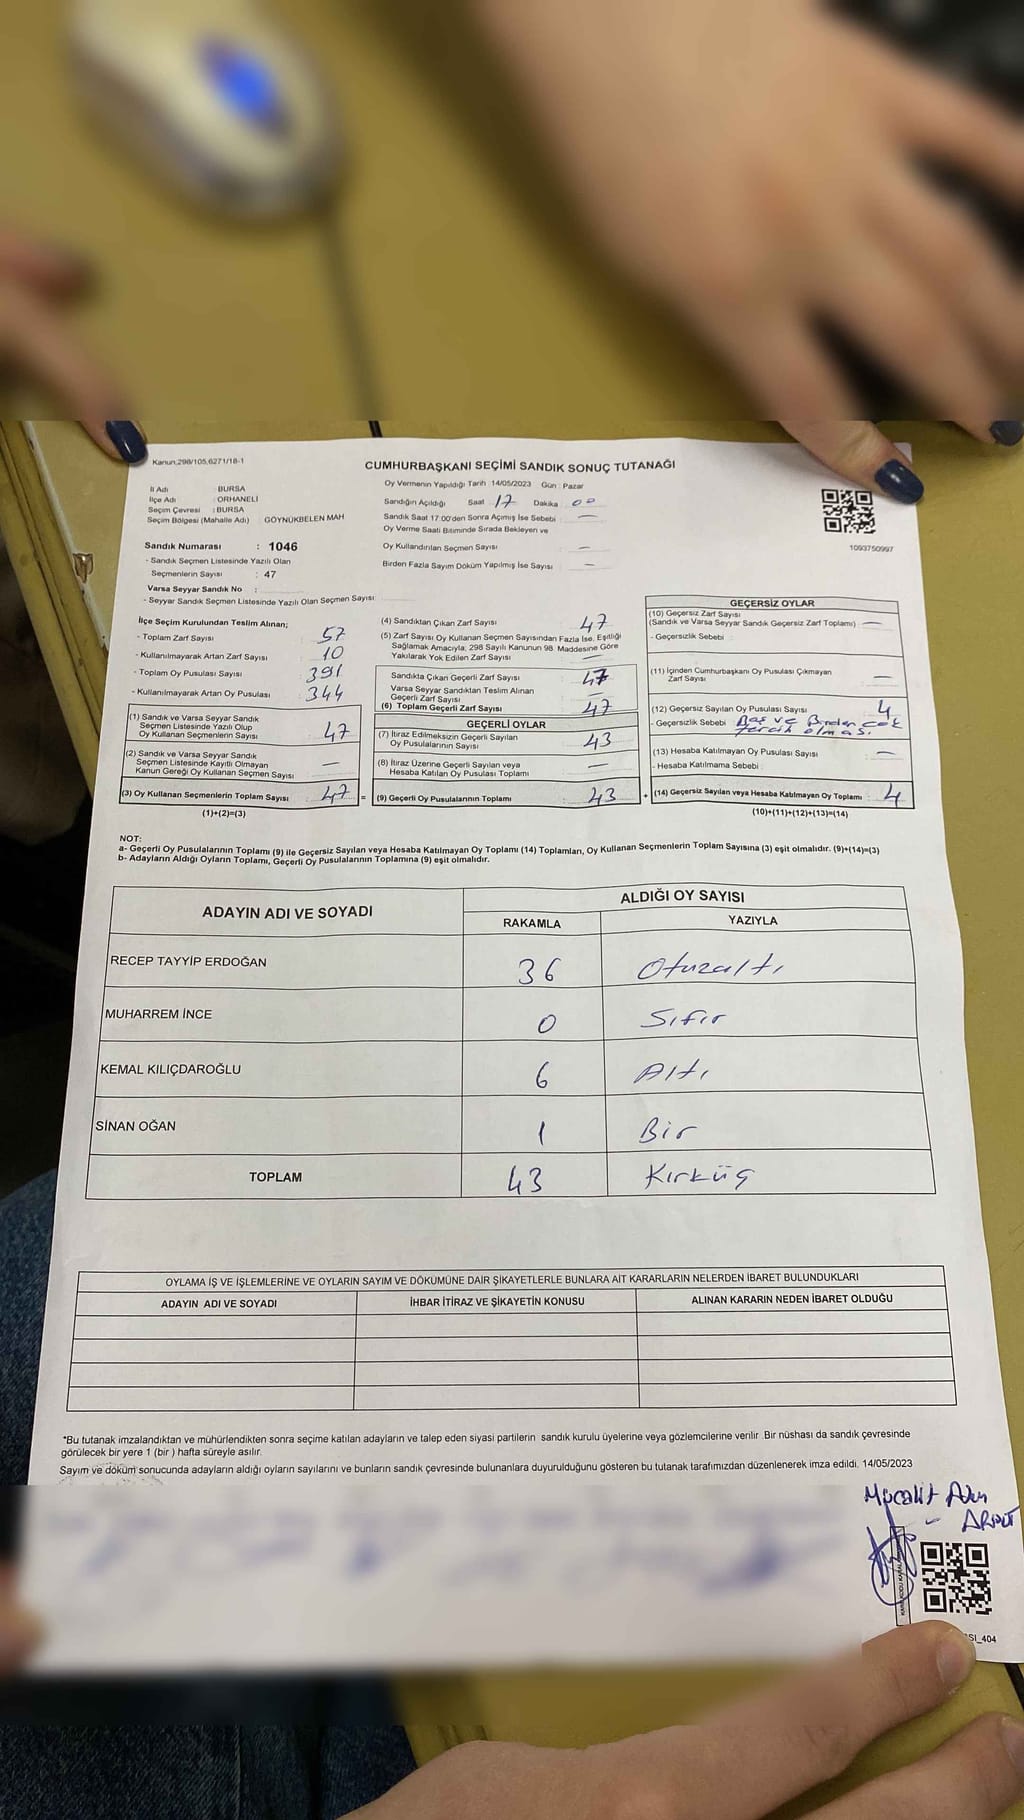 Kanun:298/105,6271/18-1
CUMHURBAŞKANI SEÇİMİ SANDIK SONUÇ TUTANAĞI
İl Adı : BURSA
İlçe Adı : ORHANELİ
Seçim Çevresi : BURSA
Seçim Bölgesi (Mahalle Adı) GÖYNÜKBELEN MAH
Oy Vermenin Yapıldığı Tarih 14/05/2023 Gün : Pazar
Sandığın Açıldığı Saat 17 Dakika 00
Sandık Saat 17:00'den Sonra Açımış İse Sebebi —
Oy Verme Saati Bitiminde Sırada Bekleyen ve
Oy Kullandırılan Seçmen Sayısı —
Birden Fazla Sayım Döküm Yapılmış İse Sayısı —
1093750997
Sandık Numarası : 1046
- Sandık Seçmen Listesinde Yazılı Olan
Seçmenlerin Sayısı : 47
Varsa Seyyar Sandık No :
- Seyyar Sandık Seçmen Listesinde Yazılı Olan Seçmen Sayısı:
İlçe Seçim Kurulundan Teslim Alınan;
- Toplam Zarf Sayısı 57
- Kullanılmayarak Artan Zarf Sayısı 10
- Toplam Oy Pusulası Sayısı 391
- Kullanılmayarak Artan Oy Pusulası 344
(1) Sandık ve Varsa Seyyar Sandık
Seçmen Listesinde Yazılı Olup
Oy Kullanan Seçmenlerin Sayısı 47
(2) Sandık ve Varsa Seyyar Sandık
Seçmen Listesinde Kayıtlı Olmayan
Kanun Gereği Oy Kullanan Seçmen Sayısı —
(3) Oy Kullanan Seçmenlerin Toplam Sayısı : 47 =
(1)+(2)=(3)
(4) Sandıktan Çıkan Zarf Sayısı 47
(5) Zarf Sayısı Oy Kullanan Seçmen Sayısından Fazla İse, Eşitliği
Sağlamak Amacıyla; 298 Sayılı Kanunun 98. Maddesine Göre
Yakılarak Yok Edilen Zarf Sayısı —
Sandıkta Çıkan Geçerli Zarf Sayısı 47
Varsa Seyyar Sandıktan Teslim Alınan
Geçerli Zarf Sayısı —
(6) Toplam Geçerli Zarf Sayısı 47
GEÇERLİ OYLAR
(7) İtiraz Edilmeksizin Geçerli Sayılan
Oy Pusulalarının Sayısı : 43
(8) İtiraz Üzerine Geçerli Sayılan veya
Hesaba Katılan Oy Pusulası Toplamı —
(9) Geçerli Oy Pusulalarının Toplamı : 43 +
GEÇERSİZ OYLAR
(10) Geçersiz Zarf Sayısı
(Sandık ve Varsa Seyyar Sandık Geçersiz Zarf Toplamı) —
- Geçersizlik Sebebi :
(11) İçinden Cumhurbaşkanı Oy Pusulası Çıkmayan
Zarf Sayısı —
(12) Geçersiz Sayılan Oy Pusulası Sayısı 4
- Geçersizlik Sebebi Boş ve Birden çok
tercih olması.
(13) Hesaba Katılmayan Oy Pusulası Sayısı —
- Hesaba Katılmama Sebebi :
(14) Geçersiz Sayılan veya Hesaba Katılmayan Oy Toplamı : 4
(10)+(11)+(12)+(13)=(14)
NOT:
a- Geçerli Oy Pusulalarının Toplamı (9) ile Geçersiz Sayılan veya Hesaba Katılmayan Oy Toplamı (14) Toplamları, Oy Kullanan Seçmenlerin Toplam Sayısına (3) eşit olmalıdır. (9)+(14)=(3)
b- Adayların Aldığı Oyların Toplamı, Geçerli Oy Pusulalarının Toplamına (9) eşit olmalıdır.
ADAYIN ADI VE SOYADI
ALDIĞI OY SAYISI
RAKAMLA YAZIYLA
RECEP TAYYİP ERDOĞAN 36 Otuzaltı
MUHARREM İNCE 0 Sıfır
KEMAL KILIÇDAROĞLU 6 Altı
SİNAN OĞAN 1 Bir
TOPLAM 43 Kırküç
OYLAMA İŞ VE İŞLEMLERİNE VE OYLARIN SAYIM VE DÖKÜMÜNE DAİR ŞİKAYETLERLE BUNLARA AİT KARARLARIN NELERDEN İBARET BULUNDUKLARI
ADAYIN ADI VE SOYADI İHBAR İTİRAZ VE ŞİKAYETİN KONUSU ALINAN KARARIN NEDEN İBARET OLDUĞU
*Bu tutanak imzalandıktan ve mühürlendikten sonra seçime katılan adayların ve talep eden siyasi partilerin sandık kurulu üyelerine veya gözlemcilerine verilir Bir nüshası da sandık çevresinde
görülecek bir yere 1 (bir ) hafta süreyle asılır.
Sayım ve döküm sonucunda adayların aldığı oyların sayılarını ve bunların sandık çevresinde bulunanlara duyurulduğunu gösteren bu tutanak tarafımızdan düzenlenerek imza edildi. 14/05/2023
SI_404